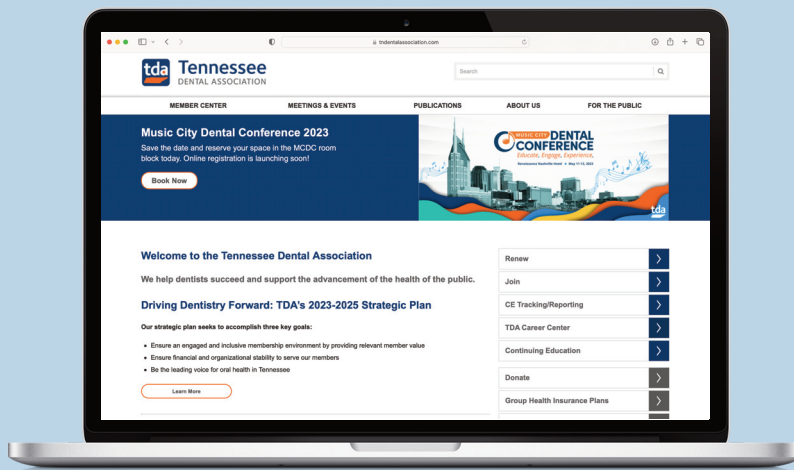 tndentalassociation.com
tda Tennessee
DENTAL ASSOCIATION
Search
MEMBER CENTER MEETINGS & EVENTS PUBLICATIONS ABOUT US FOR THE PUBLIC
Music City Dental Conference 2023
Save the date and reserve your space in the MCDC room
block today. Online registration is launching soon!
Book Now
MUSIC CITY DENTAL
CONFERENCE
Educate, Engage, Experience,
Renaissance Nashville Hotel • May 11-13, 2023
tda
Welcome to the Tennessee Dental Association
We help dentists succeed and support the advancement of the health of the public.
Driving Dentistry Forward: TDA's 2023-2025 Strategic Plan
Our strategic plan seeks to accomplish three key goals:
• Ensure an engaged and inclusive membership environment by providing relevant member value
• Ensure financial and organizational stability to serve our members
• Be the leading voice for oral health in Tennessee
Learn More
Renew
Join
CE Tracking/Reporting
TDA Career Center
Continuing Education
Donate
Group Health Insurance Plans